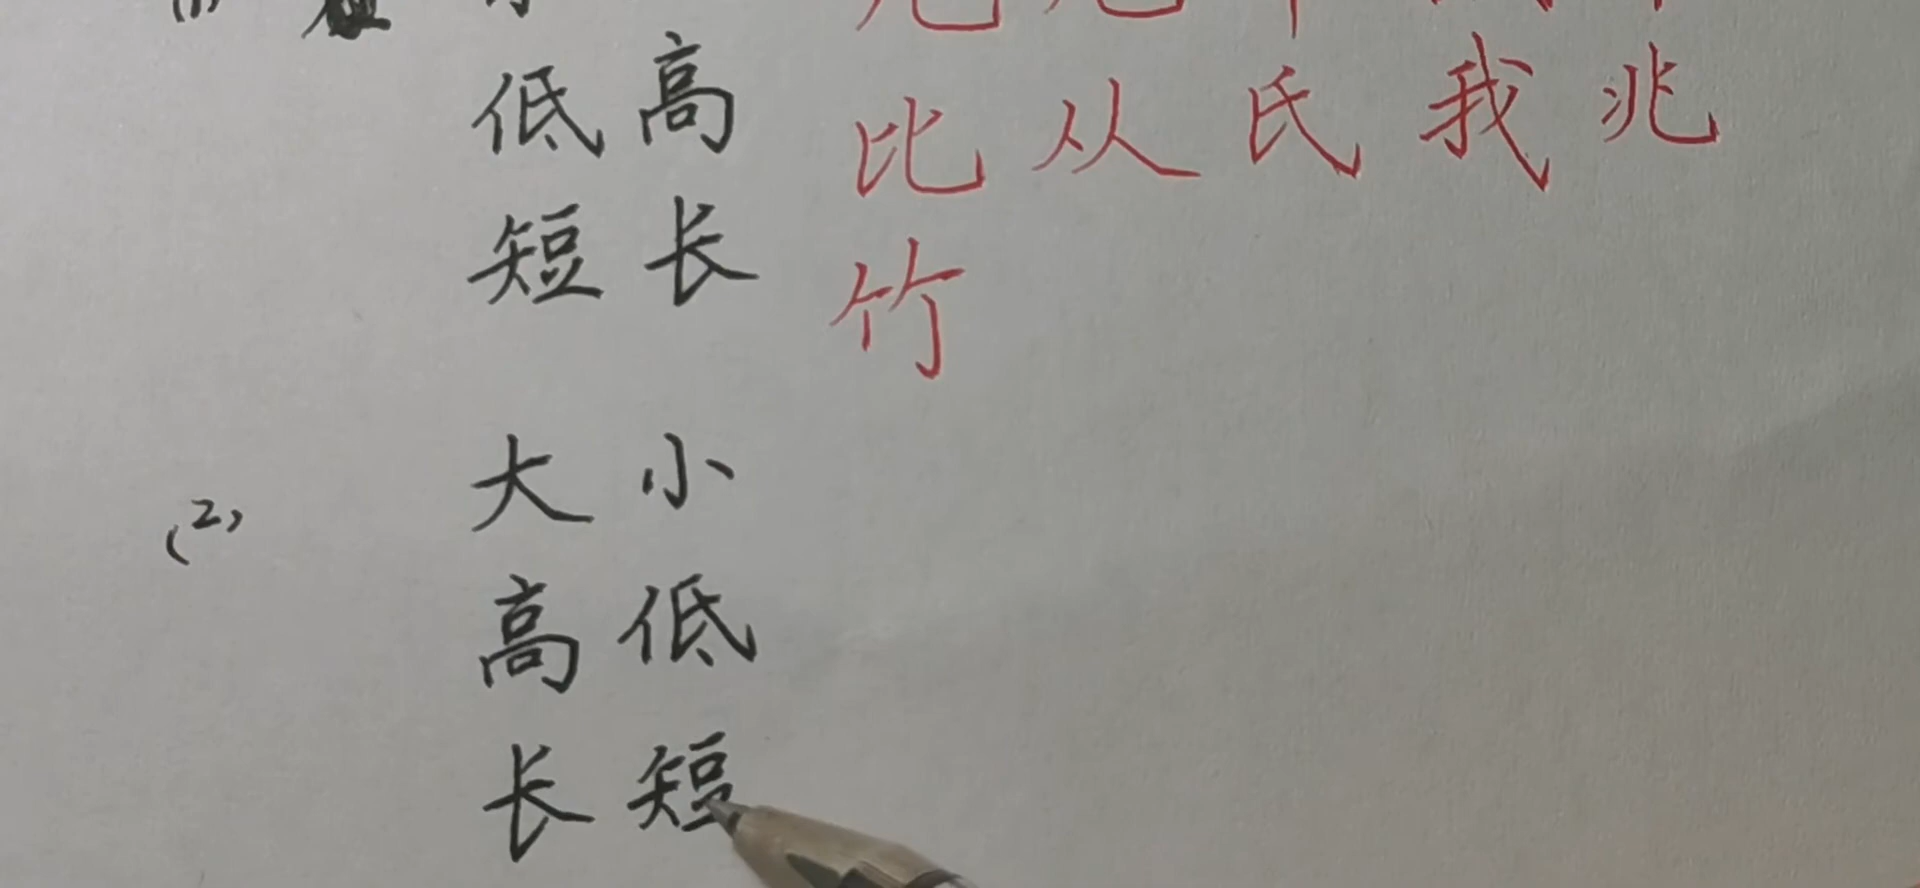 低 高 比 从 氏 我 兆
短 长 竹
(2) 大 小
高 低
长 短